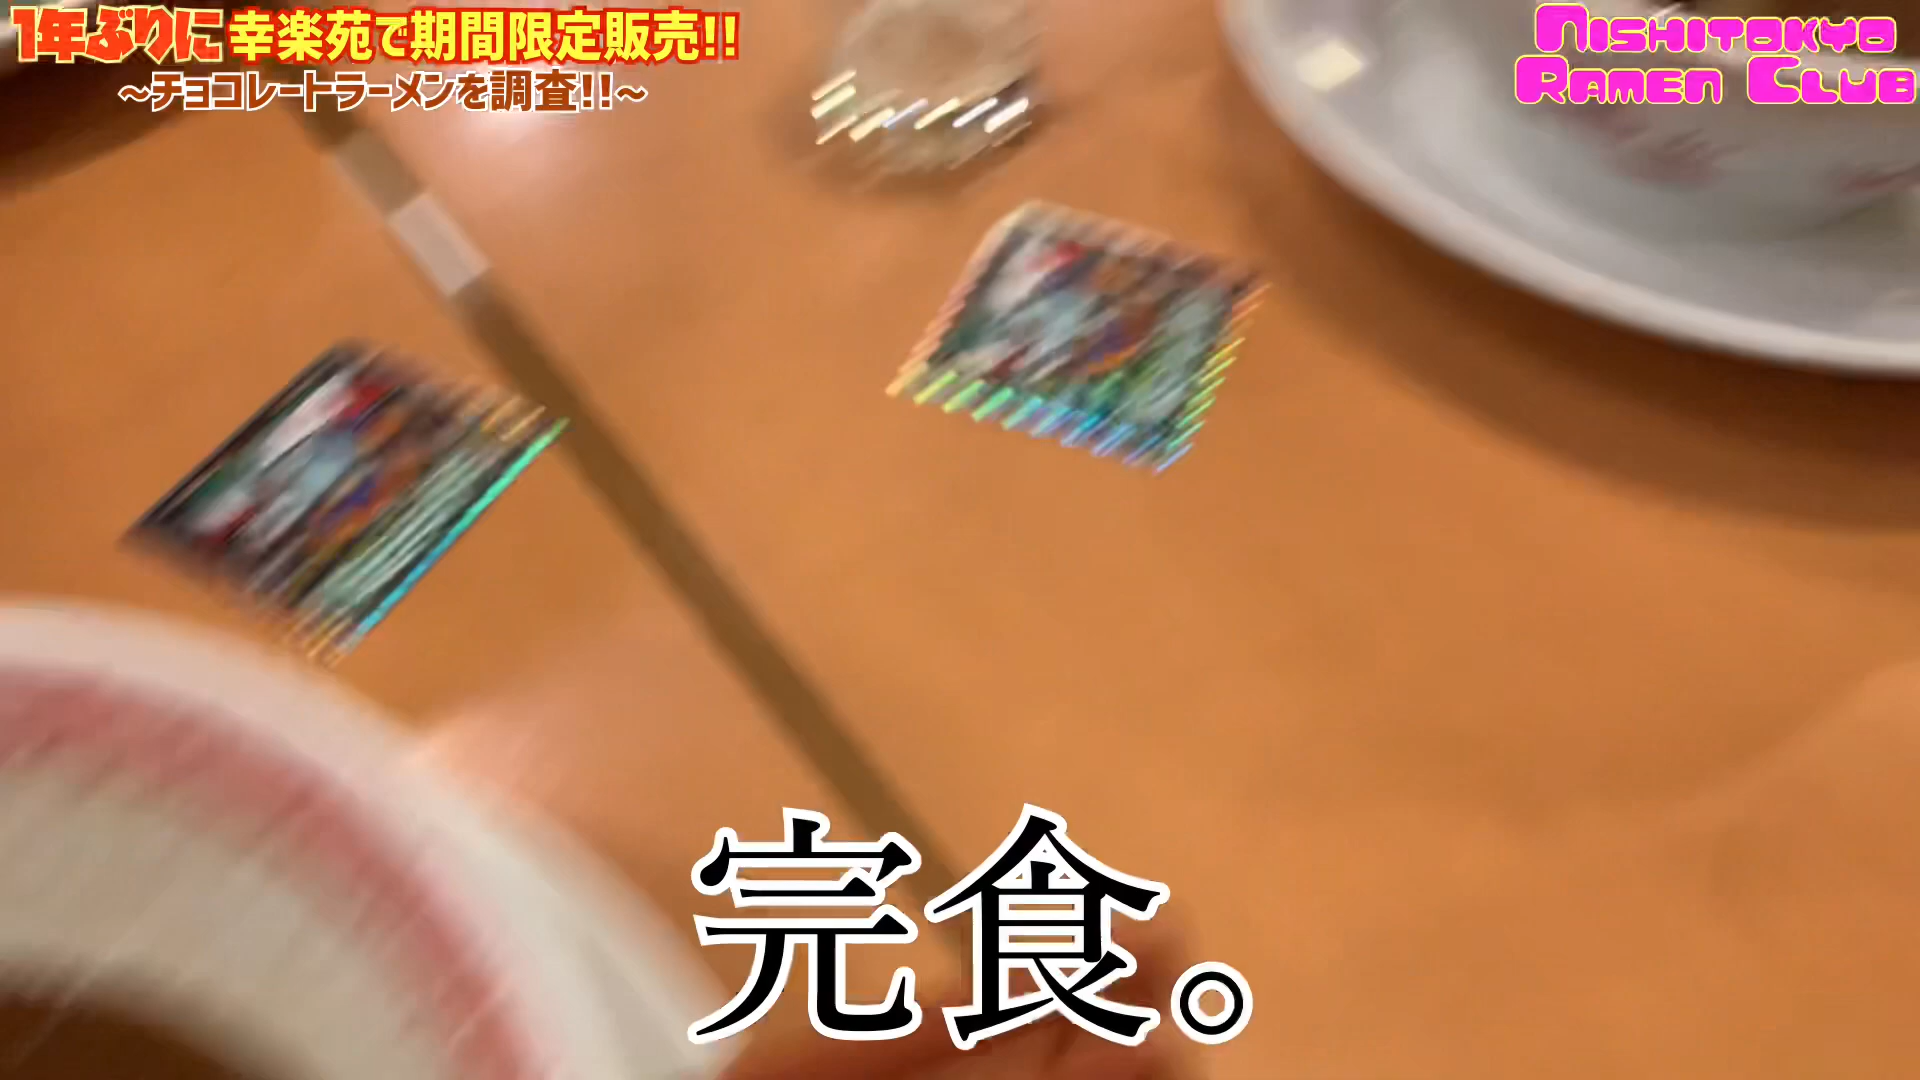 1年ぶりに幸楽苑で期間限定販売!!
~チョコレートラーメンを調査!!~
NISHITOKYO
RAMEN CLUB
完食。